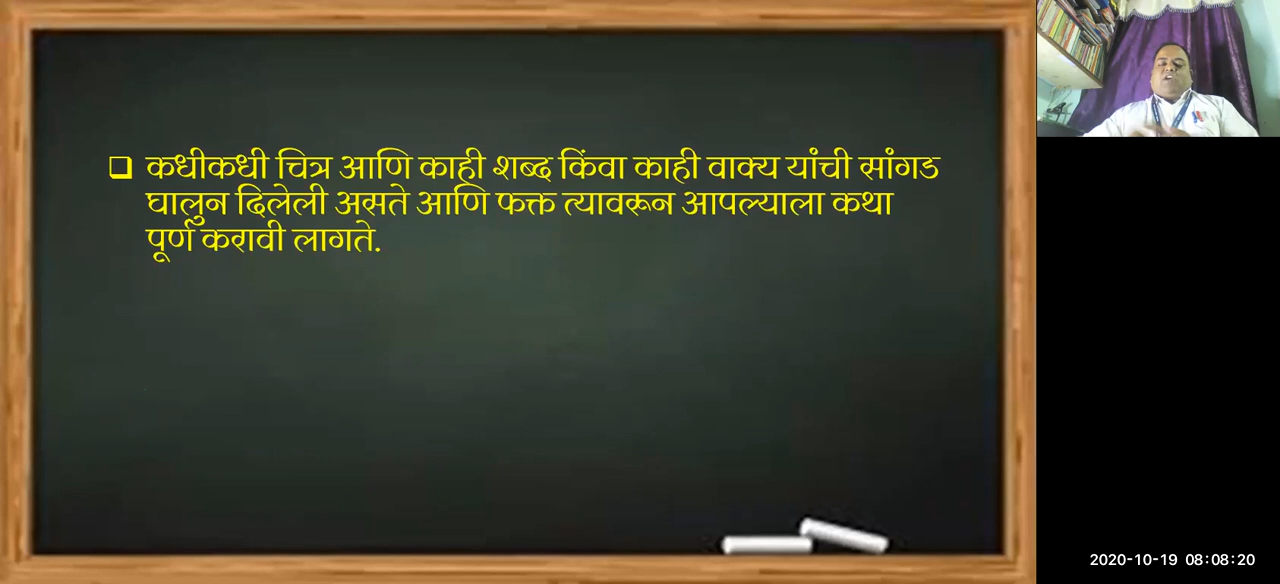 ❑ कधीकधी चित्र आणि काही शब्द किंवा काही वाक्य यांची सांगड
घालुन दिलेली असते आणि फक्त त्यावरून आपल्याला कथा
पूर्ण करावी लागते.
2020-10-19 08:08:20